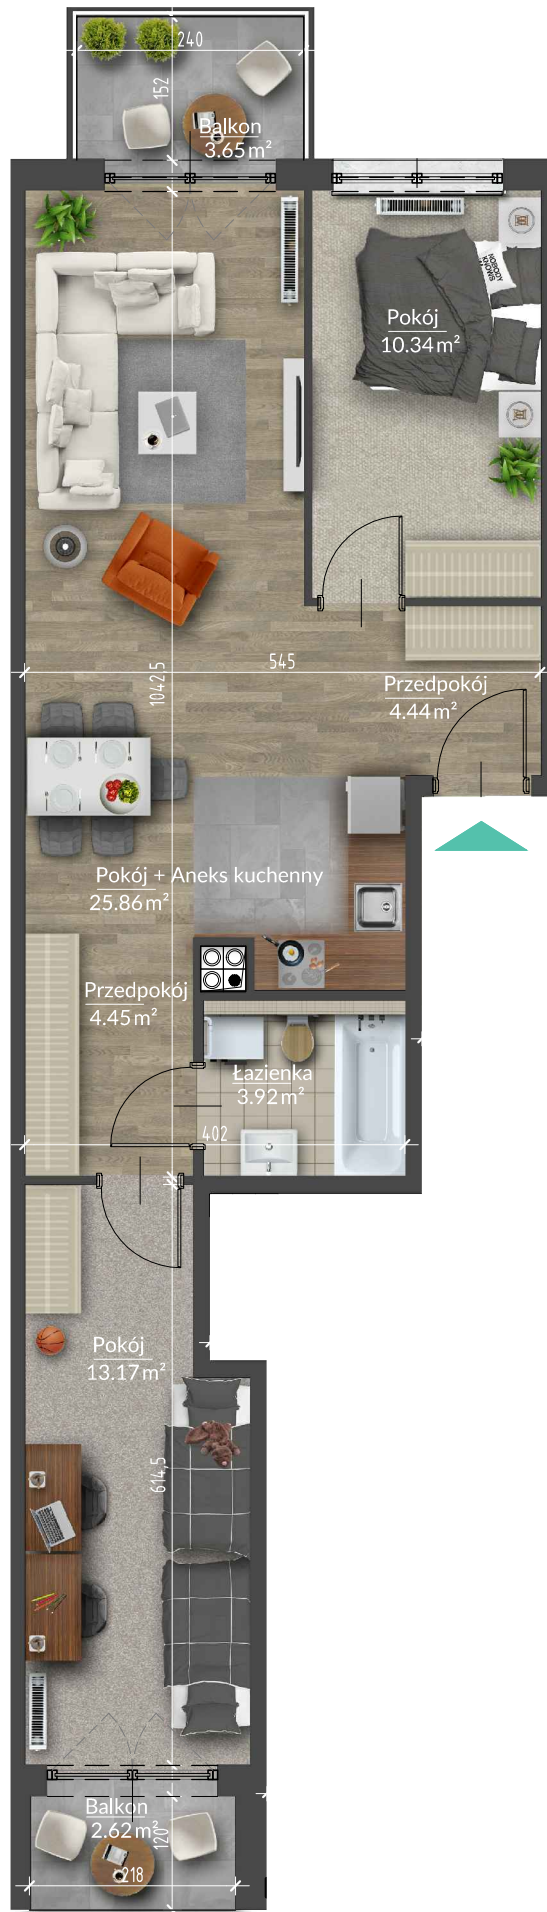 240
152
Balkon
3.65 m²
NOBODY
KNOWS
Pokój
10.34 m²
545
1042,5
Przedpokój
4.44 m²
Pokój + Aneks kuchenny
25.86 m²
Przedpokój
4.45 m²
Łazienka
3.92 m²
402
Pokój
13.17 m²
614,5
Balkon
2.62 m²
120
218